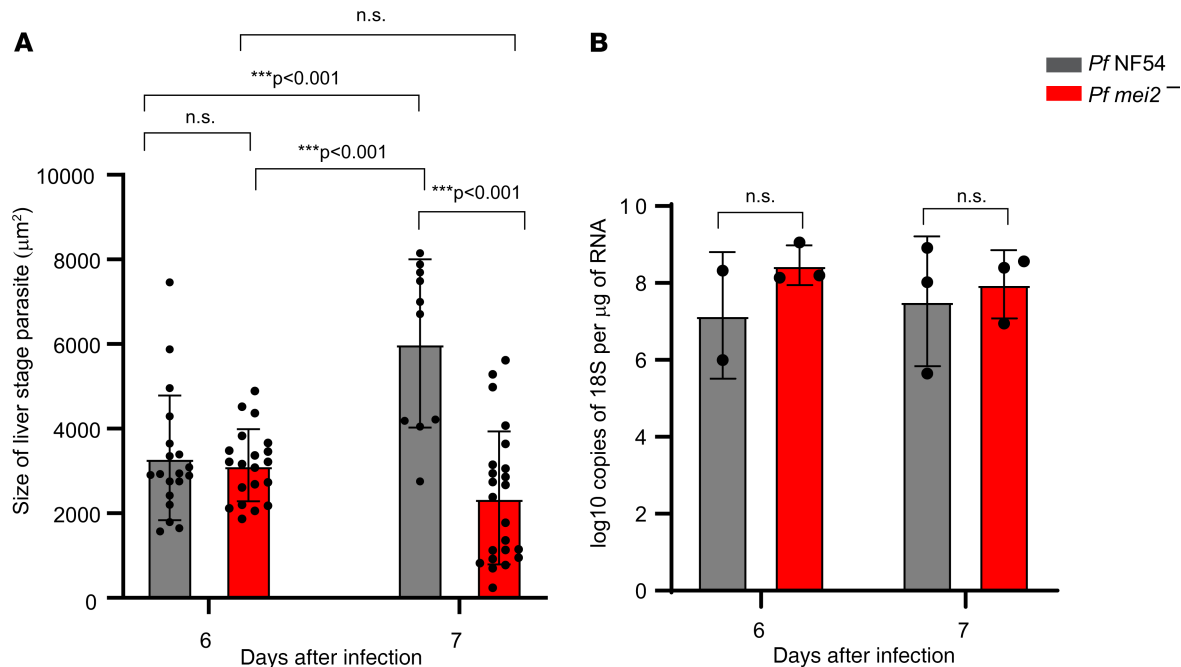 A
n.s.
***p<0.001
n.s.
***p<0.001
***p<0.001
Size of liver stage parasite (μm²)
10000
8000
6000
4000
2000
0
6
7
Days after infection
B
Pf NF54
Pf mei2 —
n.s.
n.s.
log10 copies of 18S per μg of RNA
10
8
6
4
2
0
6
7
Days after infection